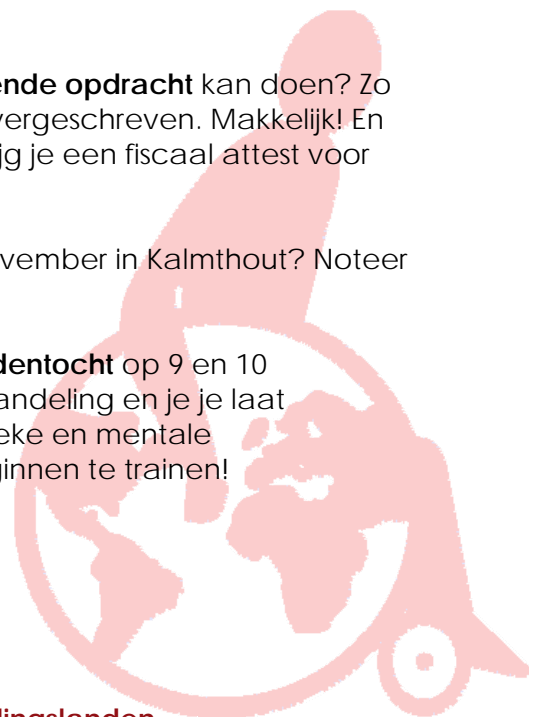 ende opdracht kan doen? Zo
vergeschreven. Makkelijk! En
jg je een fiscaal attest voor
vember in Kalmthout? Noteer
dentocht op 9 en 10
andeling en je je laat
eke en mentale
ginnen te trainen!
lingslanden